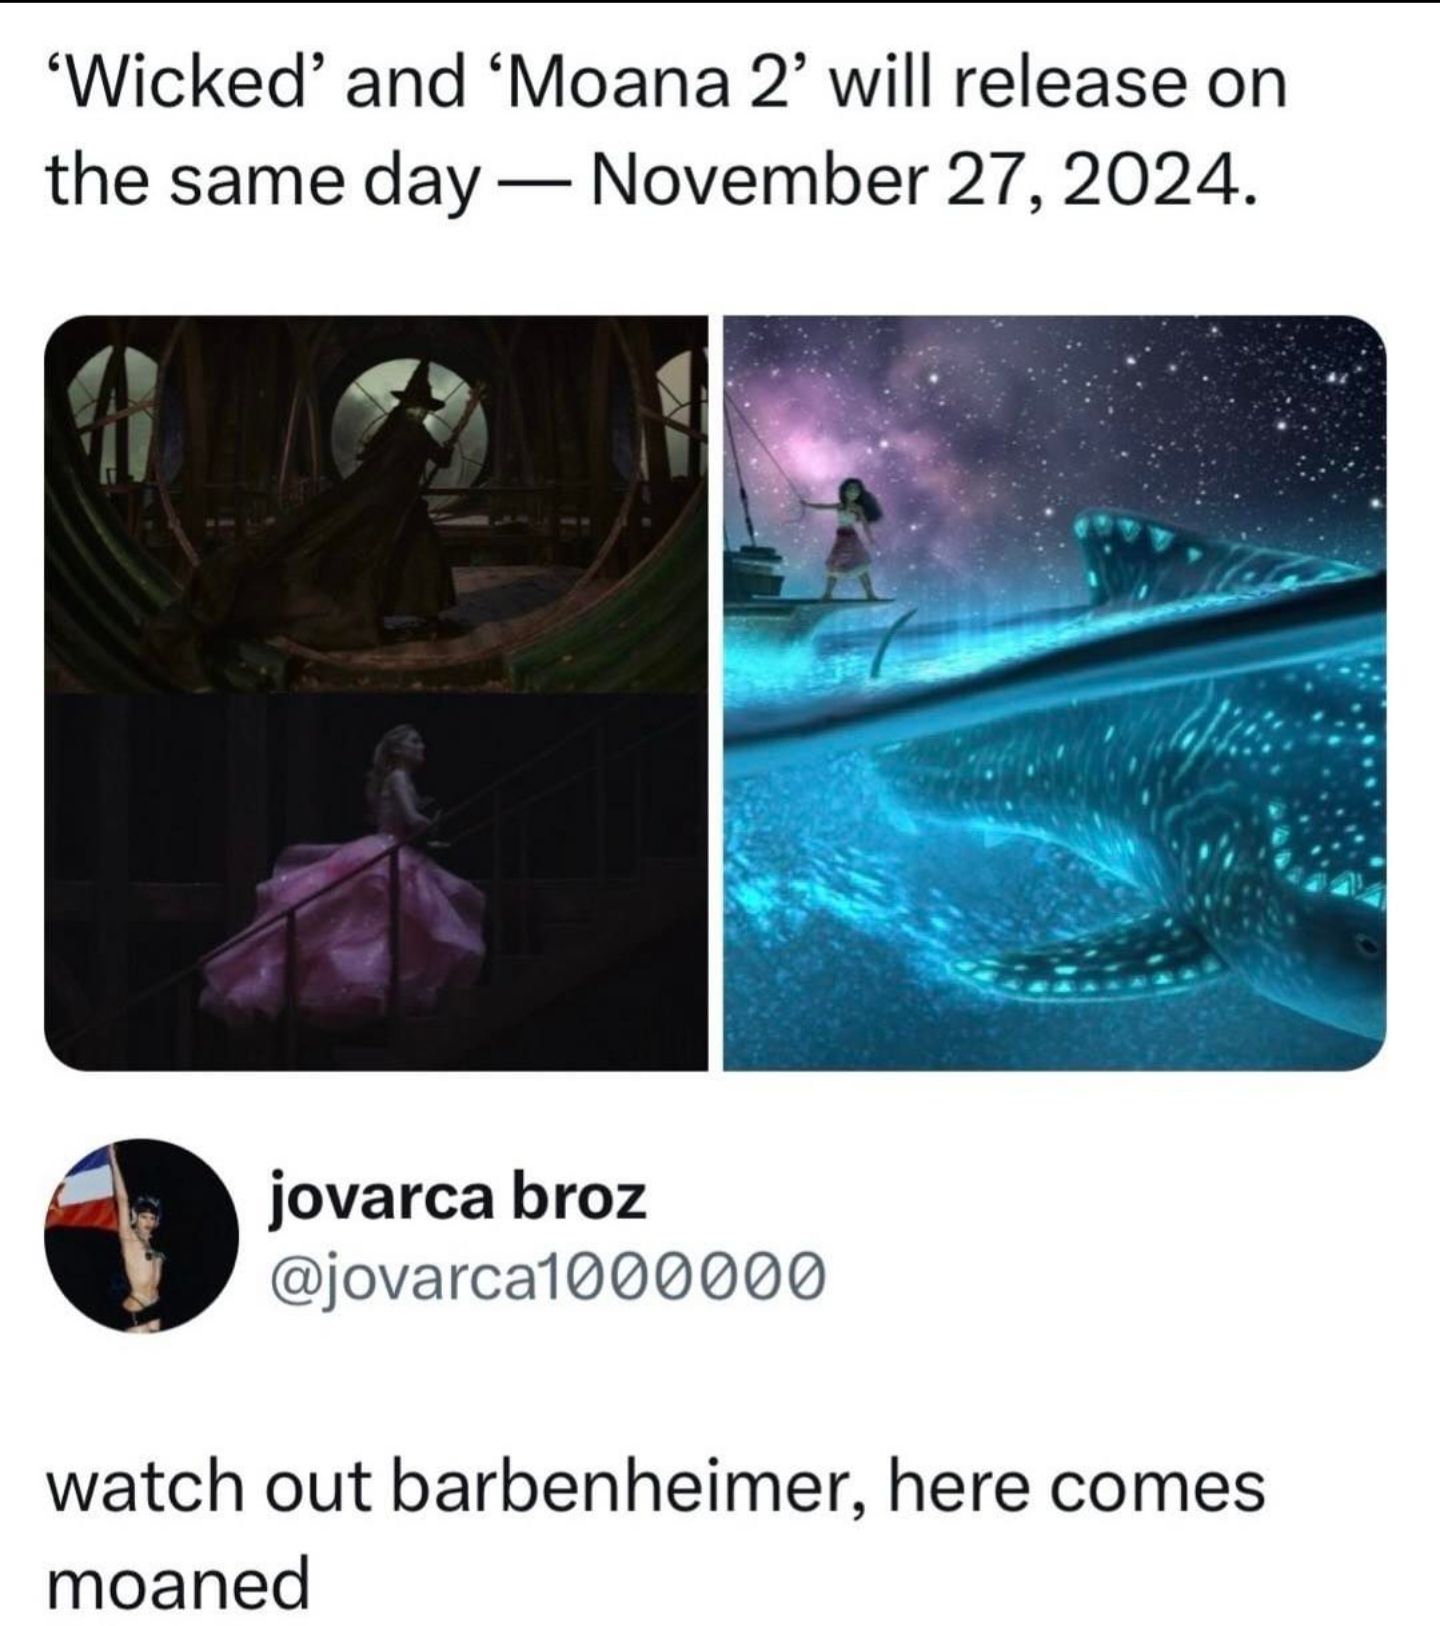 ‘Wicked’ and ‘Moana 2’ will release on
the same day — November 27, 2024.
jovarca broz
@jovarca1000000
watch out barbenheimer, here comes
moaned